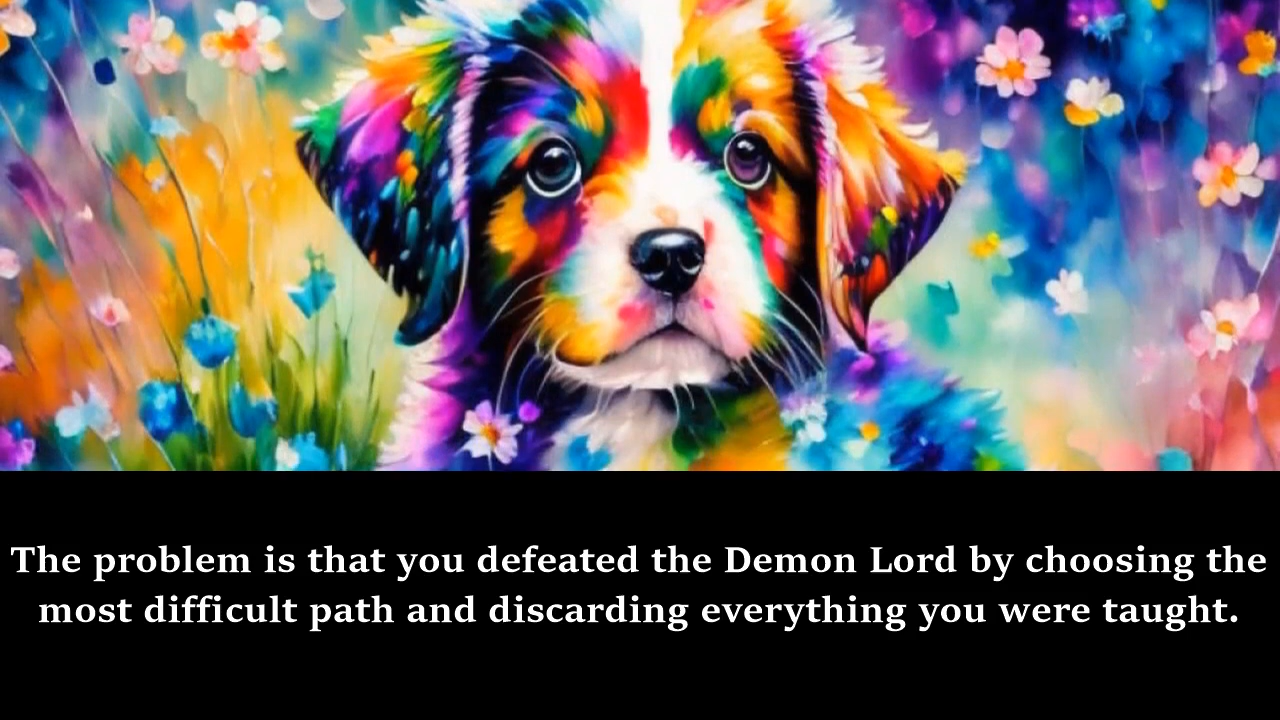 The problem is that you defeated the Demon Lord by choosing the
most difficult path and discarding everything you were taught.